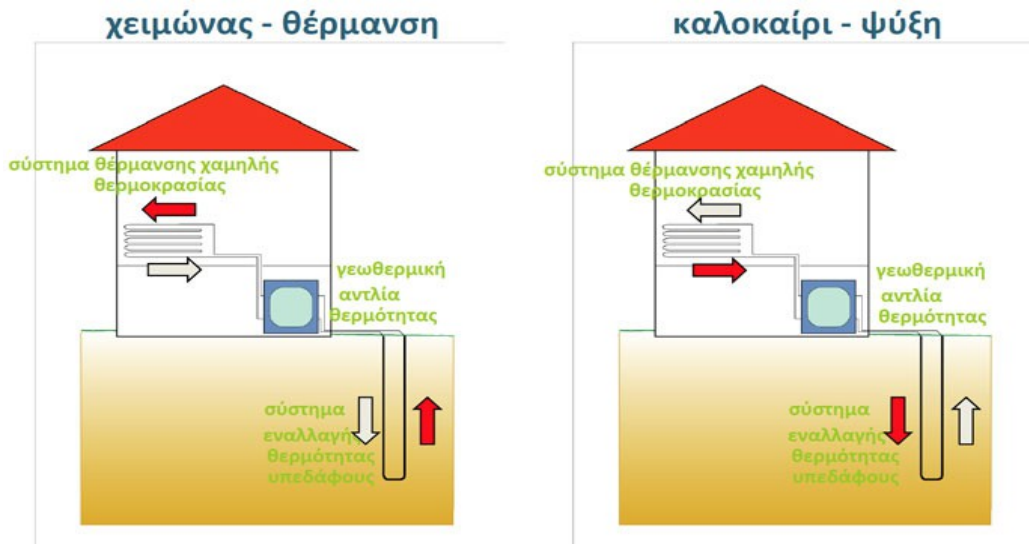 χειμώνας - θέρμανση
σύστημα θέρμανσης χαμηλής
θερμοκρασίας
γεωθερμική
αντλία
θερμότητας
σύστημα
εναλλαγής
θερμότητας
υπεδάφους
καλοκαίρι - ψύξη
σύστημα θέρμανσης χαμηλής
θερμοκρασίας
γεωθερμική
αντλία
θερμότητας
σύστημα
εναλλαγής
θερμότητας
υπεδάφους